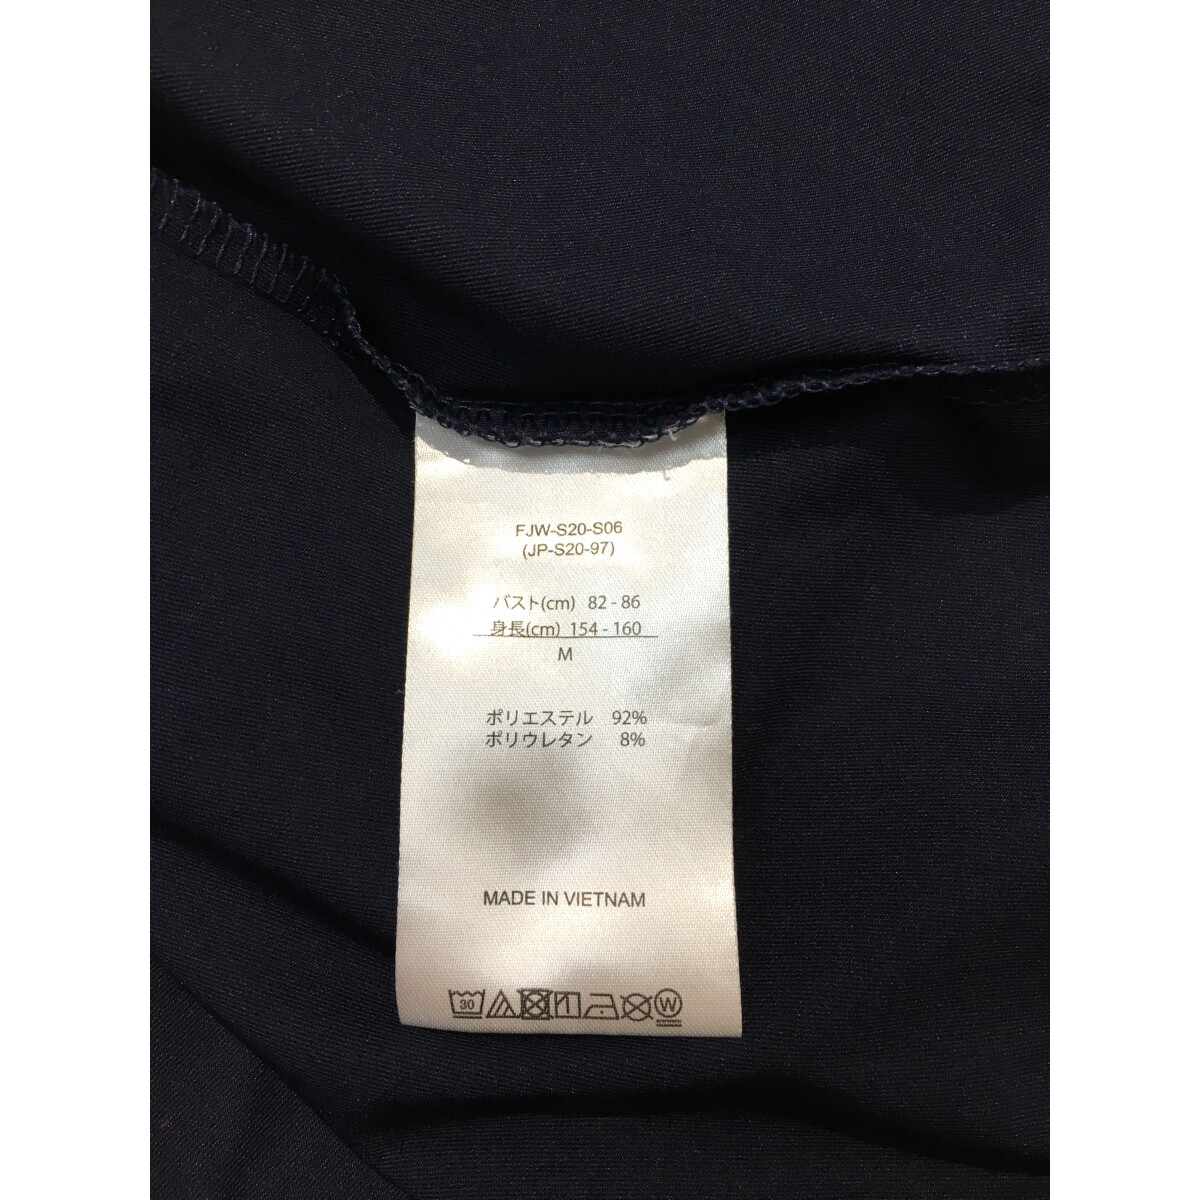 FJW-S20-S06
(JP-S20-97)
バスト(cm) 82 - 86
身長(cm) 154 - 160
M
ポリエステル 92%
ポリウレタン 8%
MADE IN VIETNAM
30 W